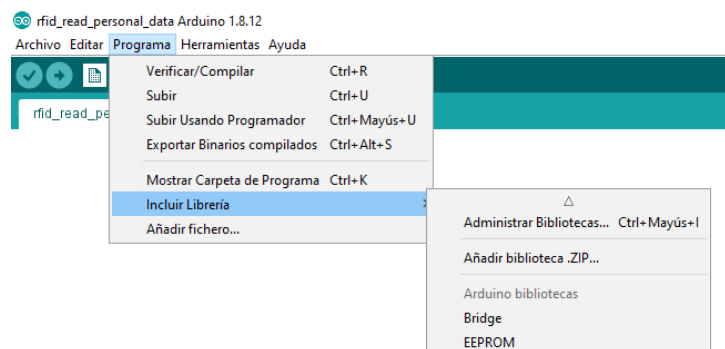 rfid_read_personal_data Arduino 1.8.12
Archivo Editar Programa Herramientas Ayuda
rfid_read_pe
Verificar/Compilar Ctrl+R
Subir Ctrl+U
Subir Usando Programador Ctrl+Mayús+U
Exportar Binarios compilados Ctrl+Alt+S
Mostrar Carpeta de Programa Ctrl+K
Incluir Librería
Añadir fichero...
Administrar Bibliotecas... Ctrl+Mayús+I
Añadir biblioteca .ZIP...
Arduino bibliotecas
Bridge
EEPROM